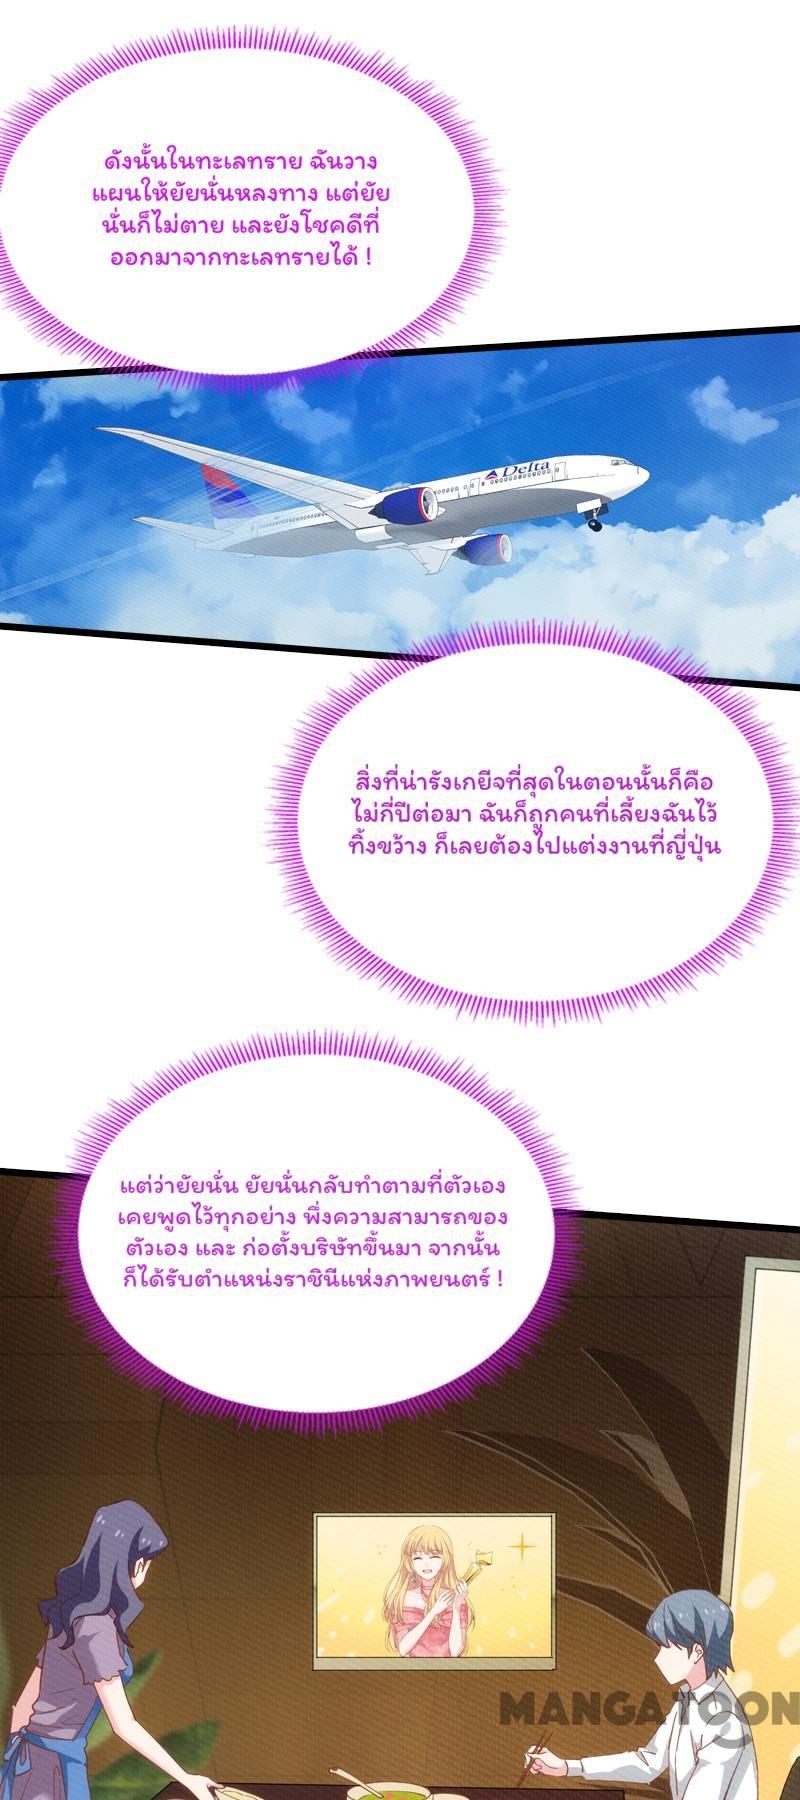 ดังนั้นในทะเลทราย ฉันวาง
แผนให้ยัยนั่นหลงทาง แต่ยัย
นั่นก็ไม่ตาย และยังโชคดีที่
ออกมาจากทะเลทรายได้ !
Delta
สิ่งที่น่ารังเกยีจที่สุดในตอนนั้นก็คือ
ไม่กี่ปีต่อมา ฉันก็ถูกคนที่เลี้ยงฉันไว้
ทิ้งขว้าง ก็เลยต้องไปแต่งงานที่ญี่ปุ่น
แต่ว่ายัยนั่น ยัยนั่นกลับทำตามที่ตัวเอง
เคยพูดไว้ทุกอย่าง พึ่งความสามารถของ
ตัวเอง และ ก่อตั้งบริษัทขึ้นมา จากนั้น
ก็ได้รับตำแหน่งราชินีแห่งภาพยนตร์ !
MANGATOON